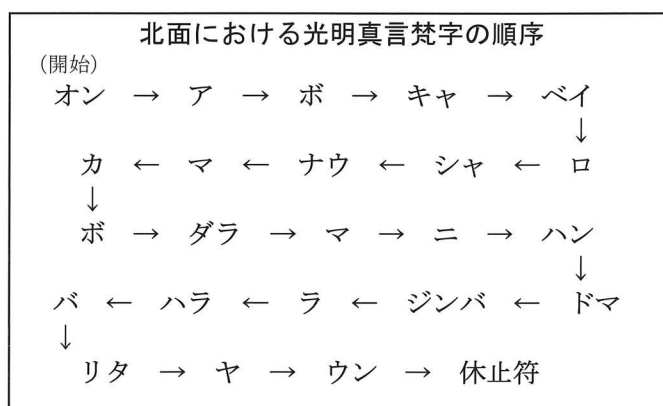 北面における光明真言梵字の順序
(開始)
オン → ア → ボ → キャ → ベイ
↓
カ ← マ ← ナウ ← シャ ← ロ
↓
ボ → ダラ → マ → ニ → ハン
↓
バ ← ハラ ← ラ ← ジンバ ← ドマ
↓
リタ → ヤ → ウン → 休止符